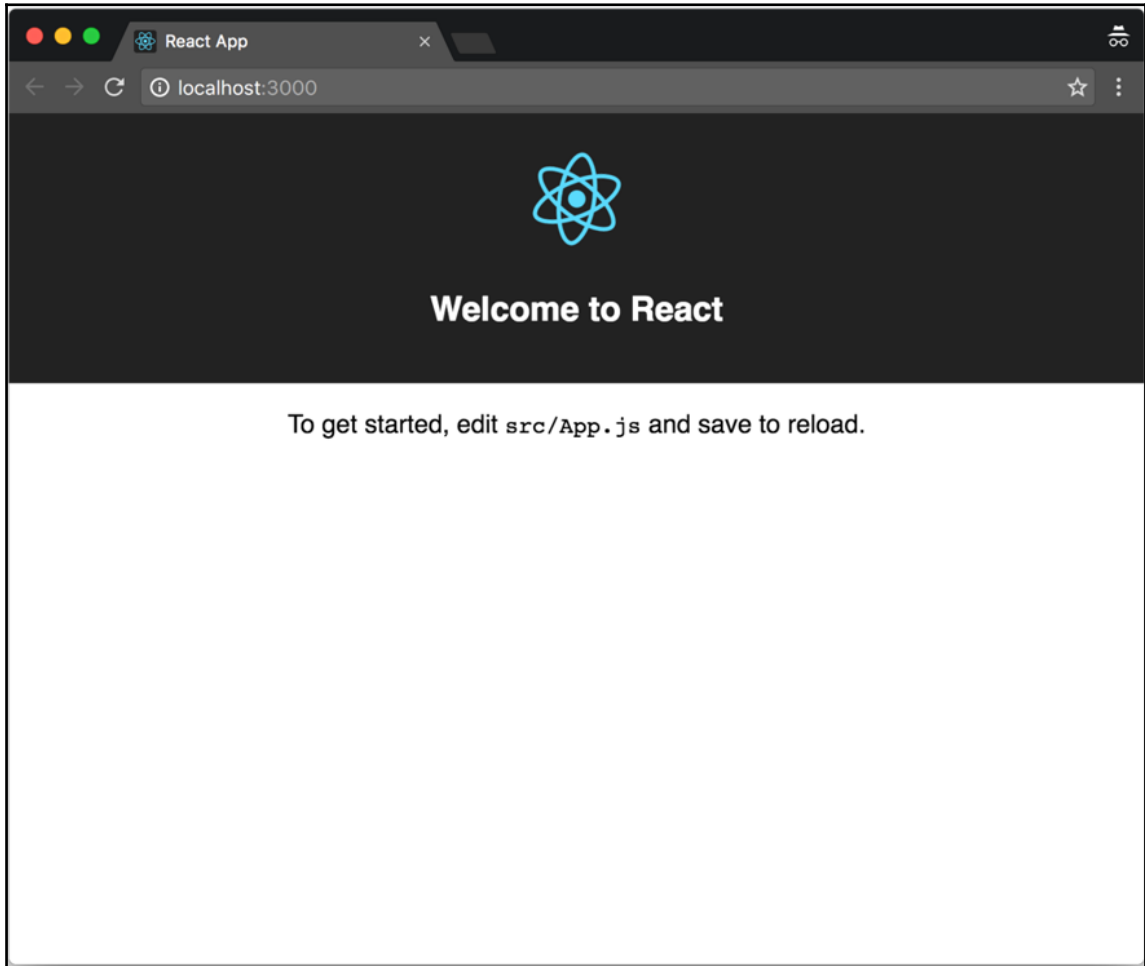 React App
localhost:3000
Welcome to React
To get started, edit src/App.js and save to reload.